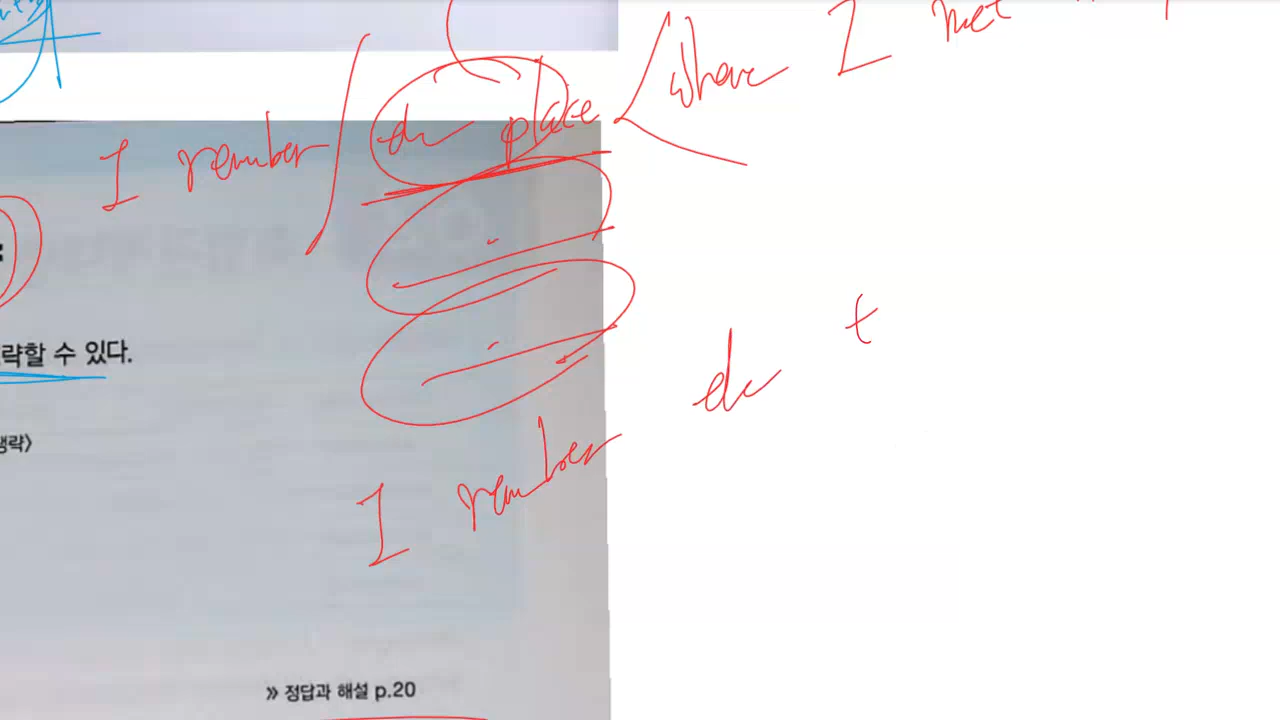 I remember the place where I met
략할 수 있다.
생략>
I remember the t
» 정답과 해설 p.20